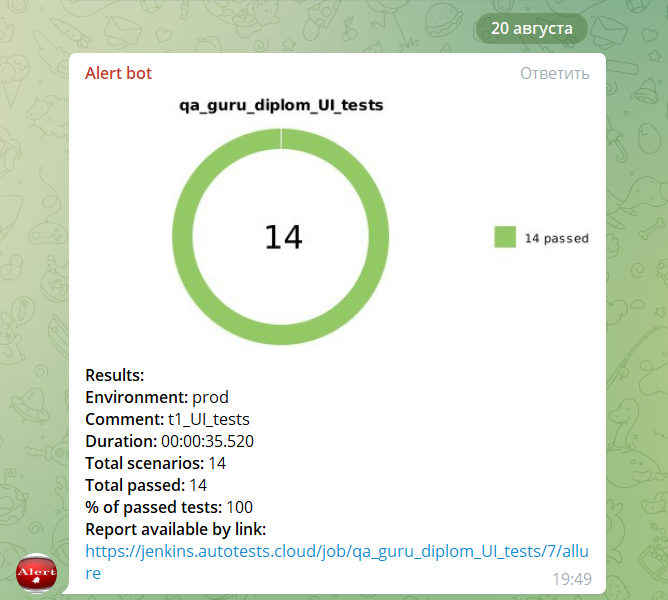 20 августа
Alert bot
Ответить
qa_guru_diplom_UI_tests
14
14 passed
Results:
Environment: prod
Comment: t1_UI_tests
Duration: 00:00:35.520
Total scenarios: 14
Total passed: 14
% of passed tests: 100
Report available by link:
https://jenkins.autotests.cloud/job/qa_guru_diplom_UI_tests/7/allu
re
Alert
19:49